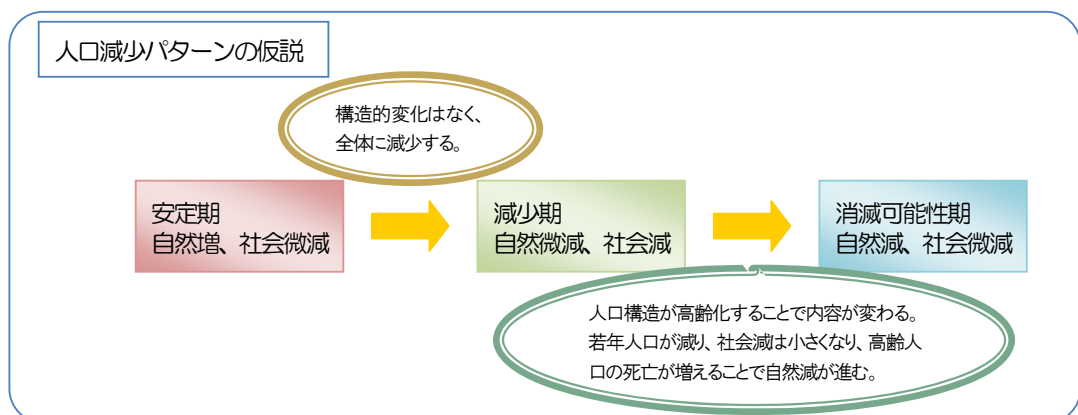 人口減少パターンの仮説
構造的変化はなく、
全体に減少する。
安定期
自然増、社会微減
減少期
自然微減、社会減
消滅可能性期
自然減、社会微減
人口構造が高齢化することで内容が変わる。
若年人口が減り、社会減は小さくなり、高齢人
口の死亡が増えることで自然減が進む。